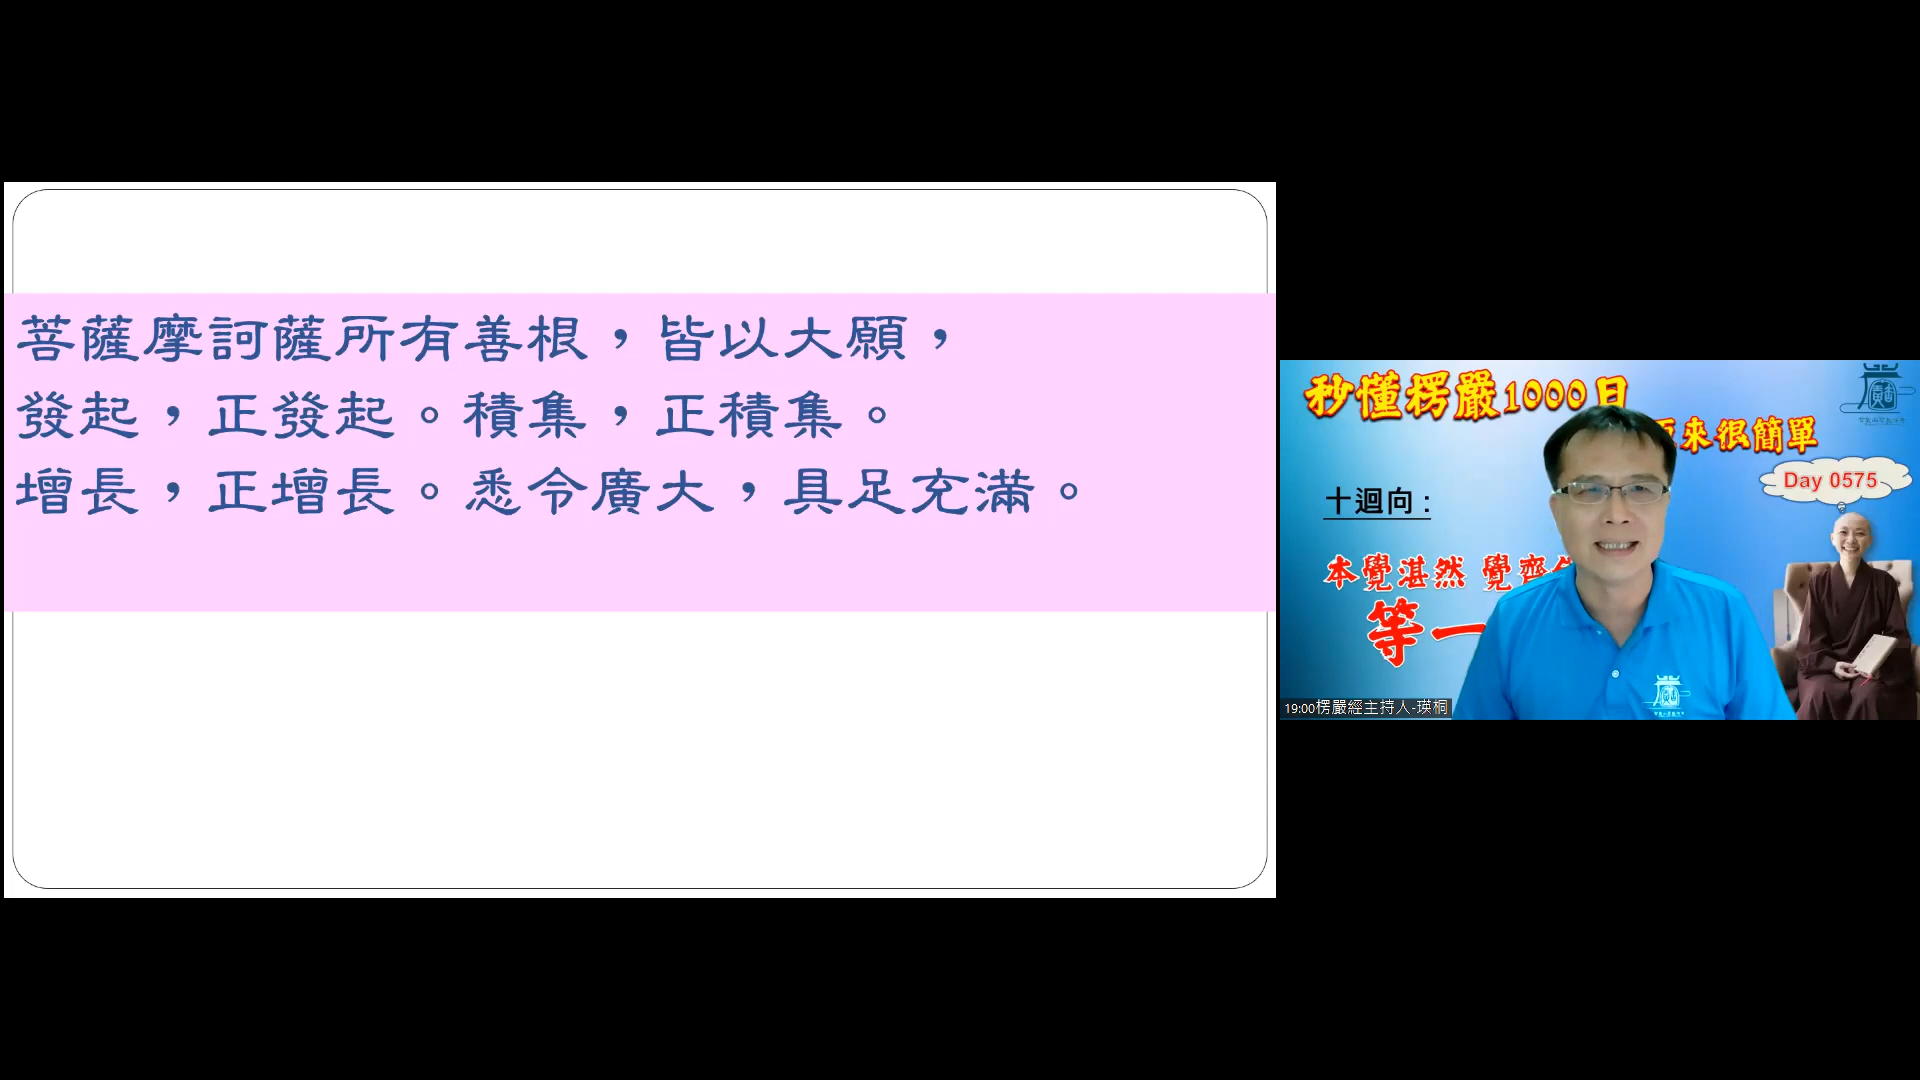 菩薩摩訶薩所有善根，皆以大願，
發起，正發起。積集，正積集。
增長，正增長。悉令廣大，具足充滿。
秒懂楞嚴1000日
來很簡單
Day 0575
十迴向：
本覺湛然 覺齊
等一
19:00楞嚴經主持人-瑛桐